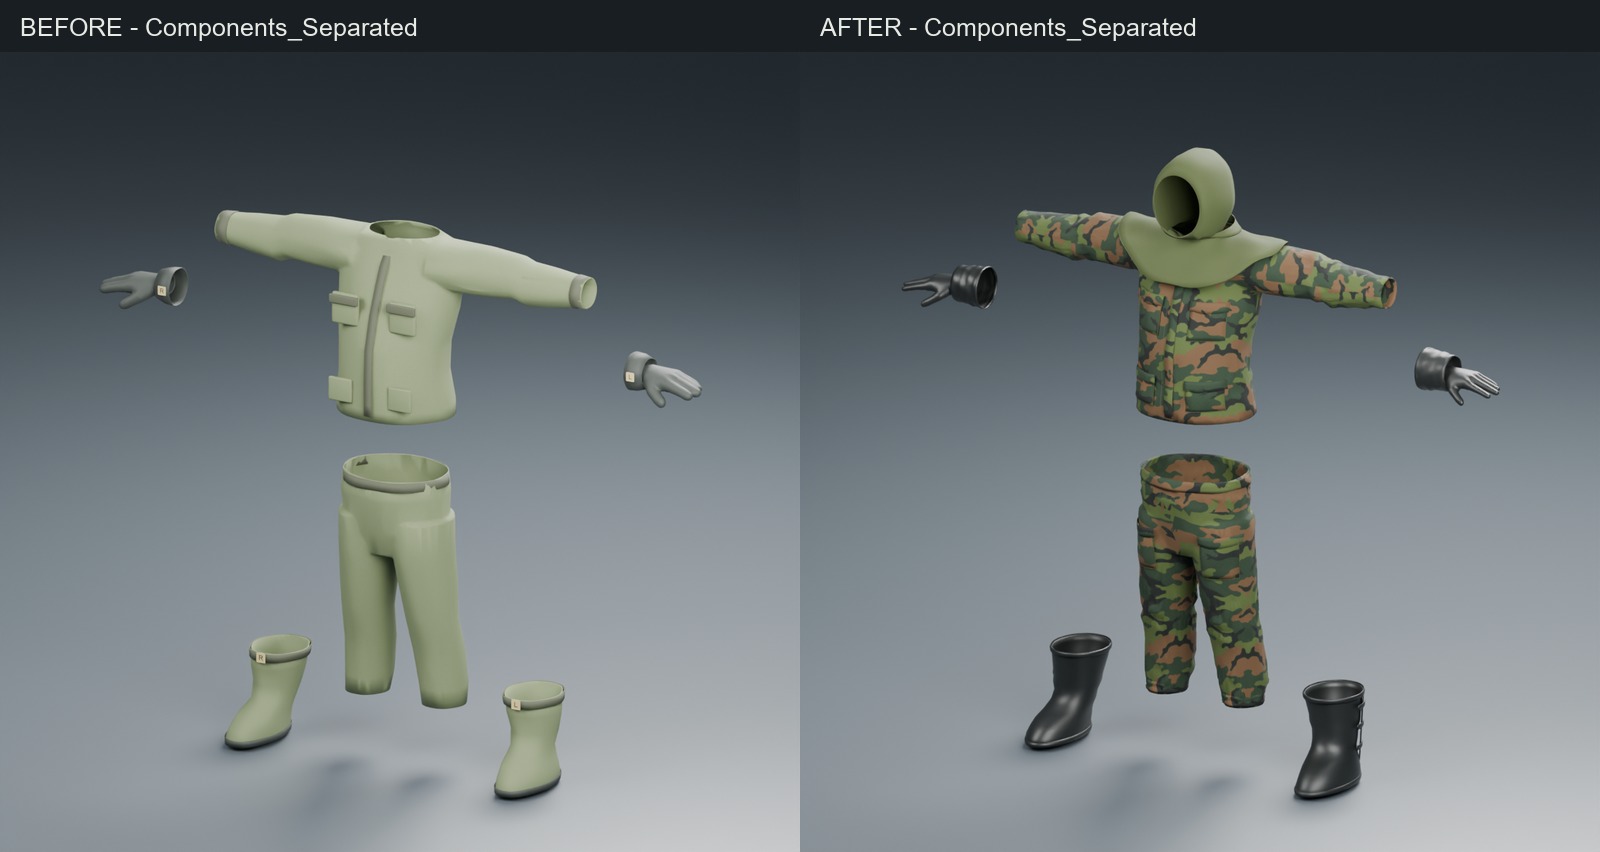 BEFORE - Components_Separated
AFTER - Components_Separated
R
L
R
L